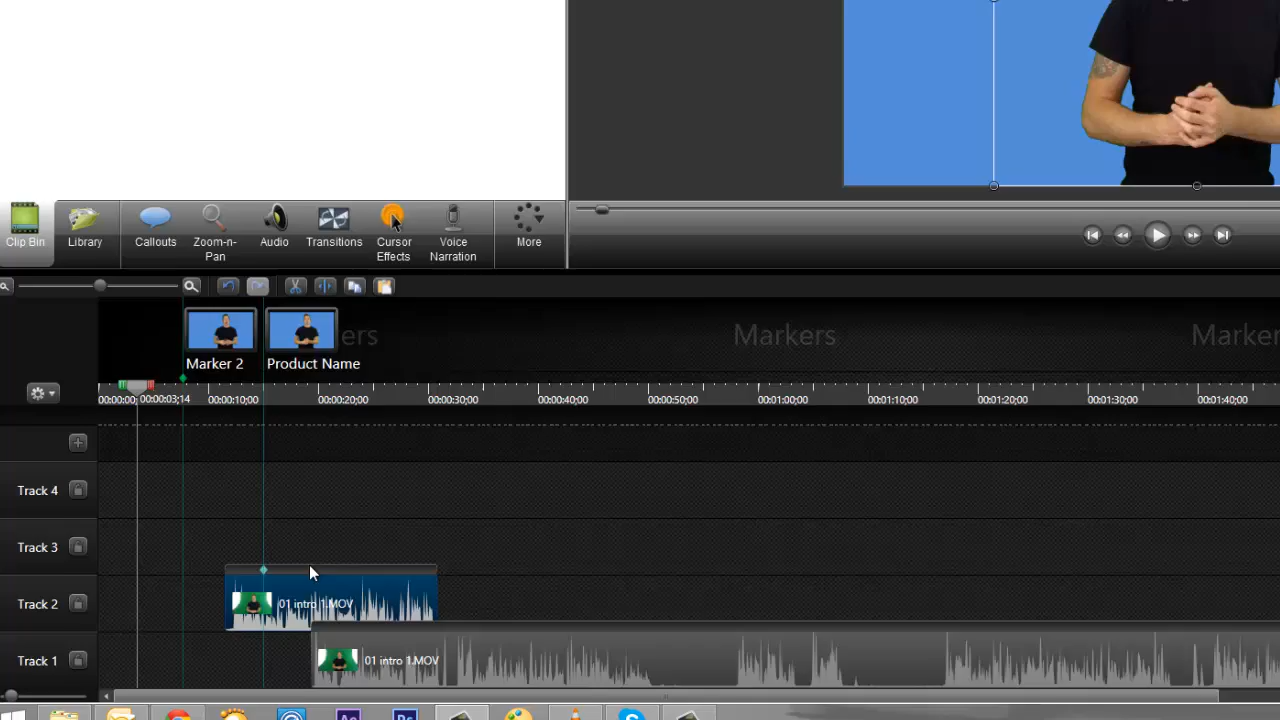 Clip Bin
Library
Callouts
Zoom-n-
Pan
Audio
Transitions
Cursor
Effects
Voice
Narration
More
ers
Markers
Marker
Marker 2
Product Name
00:00:00; 00:00:03;14 00:00:10;00 00:00:20;00 00:00:30;00 00:00:40;00 00:00:50;00 00:01:00;00 00:01:10;00 00:01:20;00 00:01:30;00 00:01:40;00
Track 4
Track 3
Track 2
01 intro 1.MOV
Track 1
01 intro 1.MOV
Ae
Ps